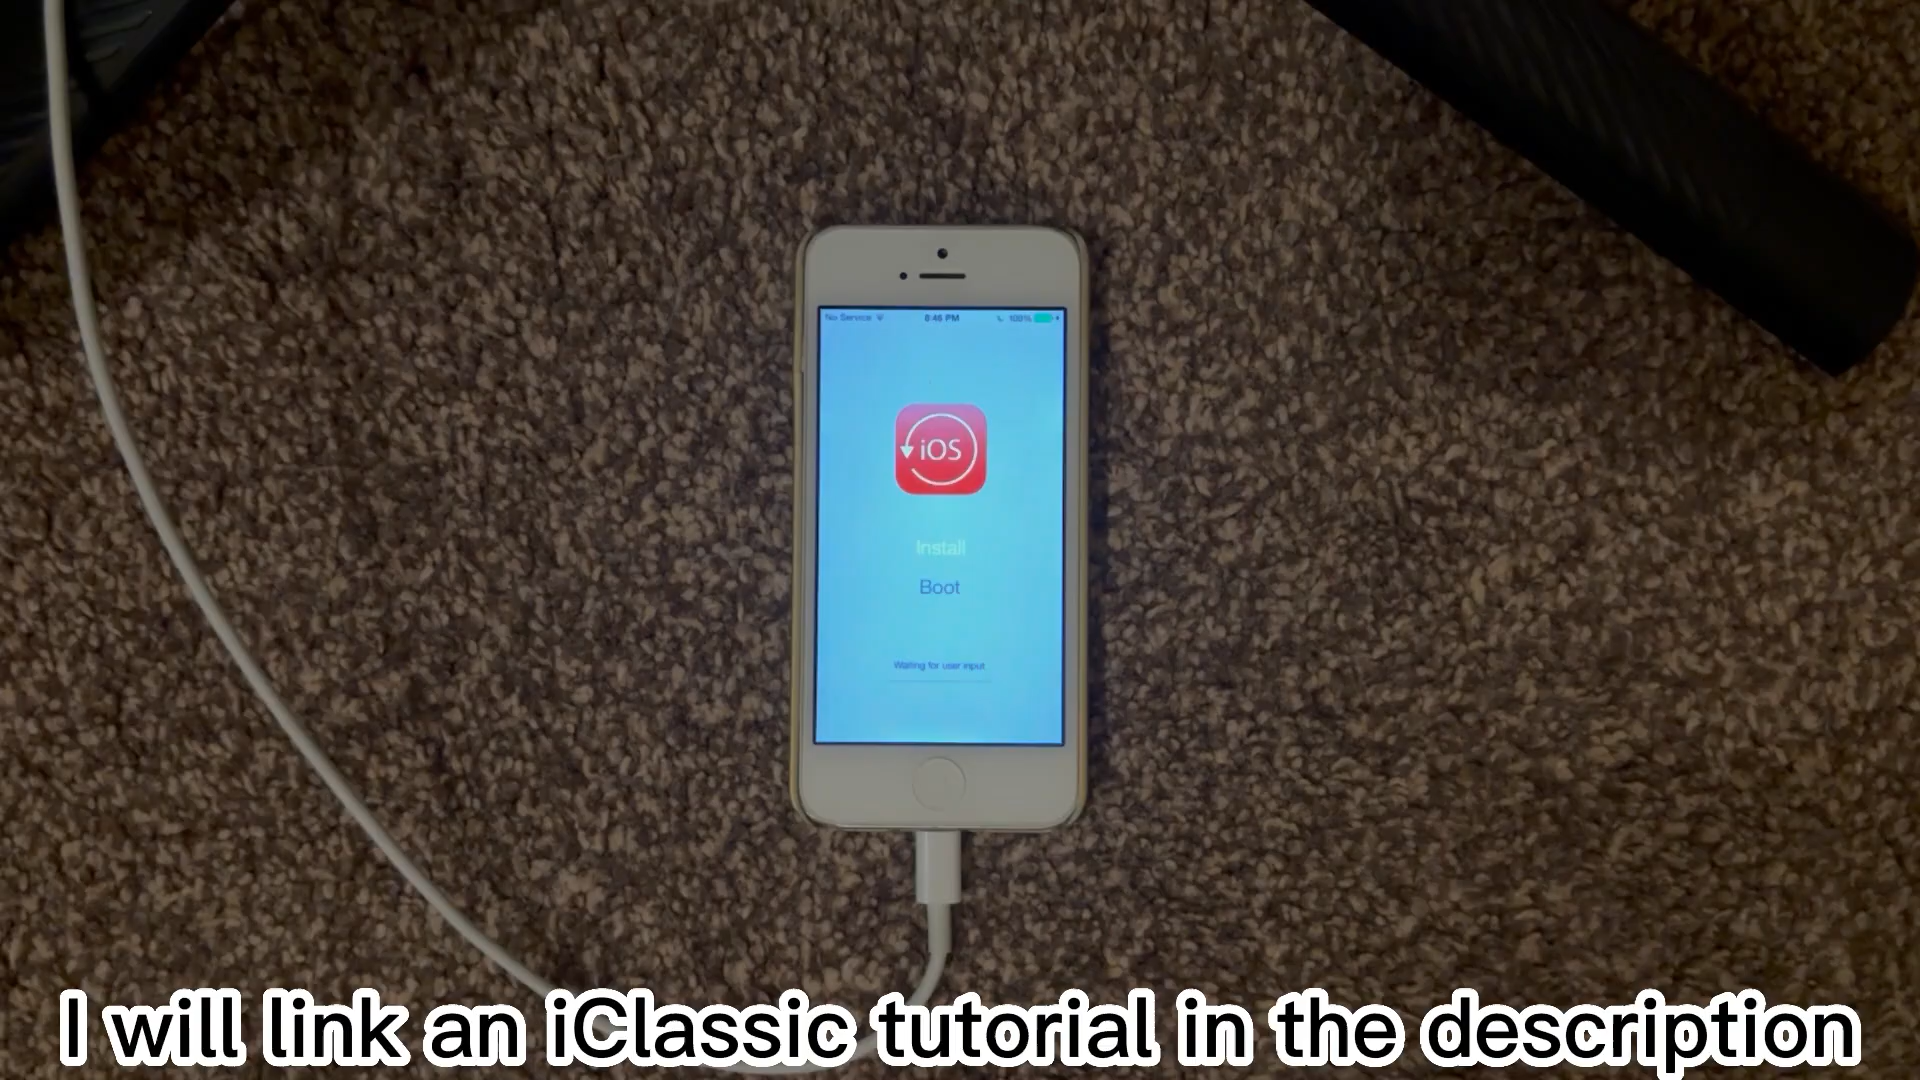 No Service 8:46 PM 100%
iOS
Install
Boot
Waiting for user input
I will link an iClassic tutorial in the description